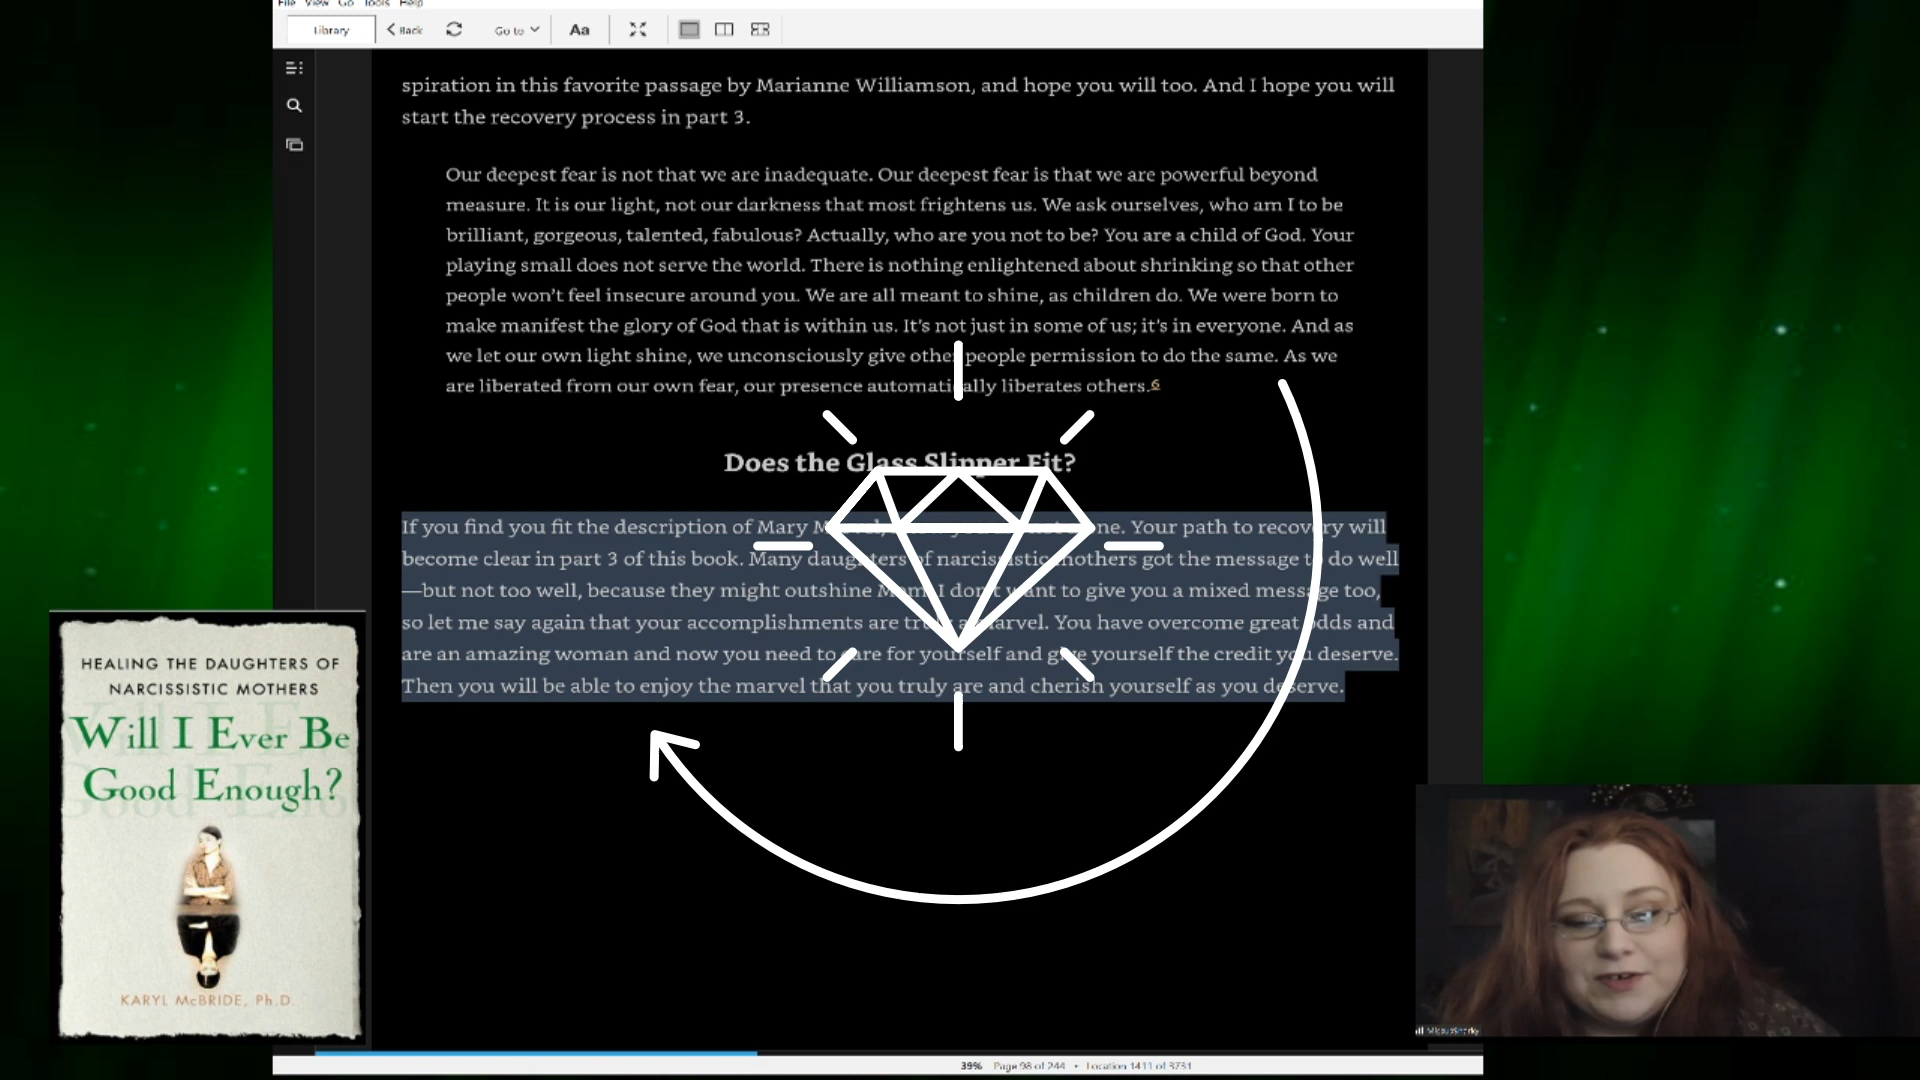 File View Go Tools Help
Library
Back
Go to
Aa
spiration in this favorite passage by Marianne Williamson, and hope you will too. And I hope you will
start the recovery process in part 3.
Our deepest fear is not that we are inadequate. Our deepest fear is that we are powerful beyond
measure. It is our light, not our darkness that most frightens us. We ask ourselves, who am I to be
brilliant, gorgeous, talented, fabulous? Actually, who are you not to be? You are a child of God. Your
playing small does not serve the world. There is nothing enlightened about shrinking so that other
people won't feel insecure around you. We are all meant to shine, as children do. We were born to
make manifest the glory of God that is within us. It's not just in some of us; it's in everyone. And as
we let our own light shine, we unconsciously give other people permission to do the same. As we
are liberated from our own fear, our presence automatically liberates others.6
Does the Glass Slipper Fit?
If you find you fit the description of Mary Your path to recovery will
become clear in part 3 of this book. Many daughters of narcissistic mothers got the message to do well
—but not too well, because they might outshine Mom. I don't want to give you a mixed message too,
so let me say again that your accomplishments are truly a marvel. You have overcome great odds and
are an amazing woman and now you need to care for yourself and give yourself the credit you deserve.
Then you will be able to enjoy the marvel that you truly are and cherish yourself as you deserve.
HEALING THE DAUGHTERS OF
NARCISSISTIC MOTHERS
Will I Ever Be
Good Enough?
KARYL McBRIDE, Ph.D.
39% Page 98 of 244 • Location 1411 of 3731